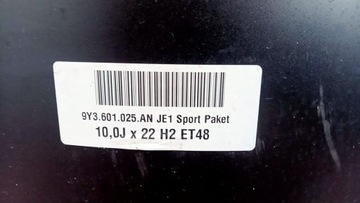 9Y3.601.025.AN JE1 Sport Paket
10,0J x 22 H2 ET48